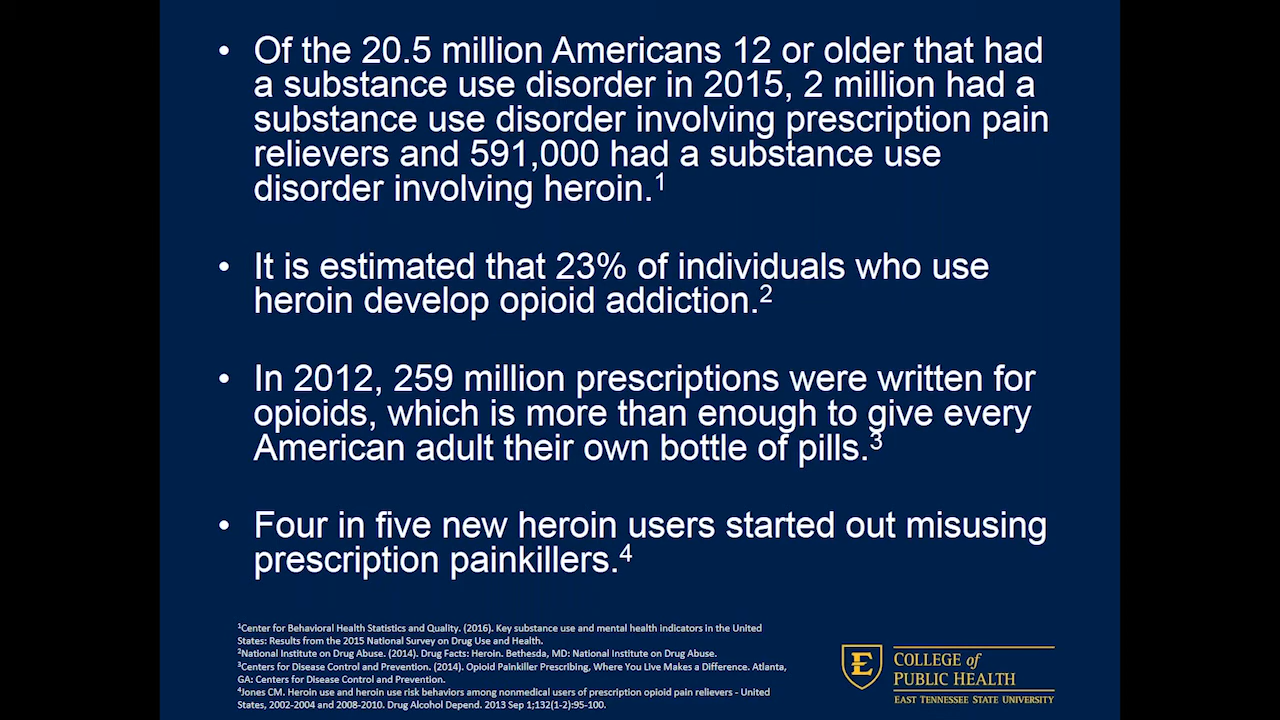 • Of the 20.5 million Americans 12 or older that had
a substance use disorder in 2015, 2 million had a
substance use disorder involving prescription pain
relievers and 591,000 had a substance use
disorder involving heroin.¹
• It is estimated that 23% of individuals who use
heroin develop opioid addiction.²
• In 2012, 259 million prescriptions were written for
opioids, which is more than enough to give every
American adult their own bottle of pills.³
• Four in five new heroin users started out misusing
prescription painkillers.⁴
¹Center for Behavioral Health Statistics and Quality. (2016). Key substance use and mental health indicators in the United
States: Results from the 2015 National Survey on Drug Use and Health.
²National Institute on Drug Abuse. (2014). Drug Facts: Heroin. Bethesda, MD: National Institute on Drug Abuse.
³Centers for Disease Control and Prevention. (2014). Opioid Painkiller Prescribing, Where You Live Makes a Difference. Atlanta,
GA: Centers for Disease Control and Prevention.
⁴Jones CM. Heroin use and heroin use risk behaviors among nonmedical users of prescription opioid pain relievers - United
States, 2002-2004 and 2008-2010. Drug Alcohol Depend. 2013 Sep 1;132(1-2):95-100.
E
COLLEGE of
PUBLIC HEALTH
EAST TENNESSEE STATE UNIVERSITY